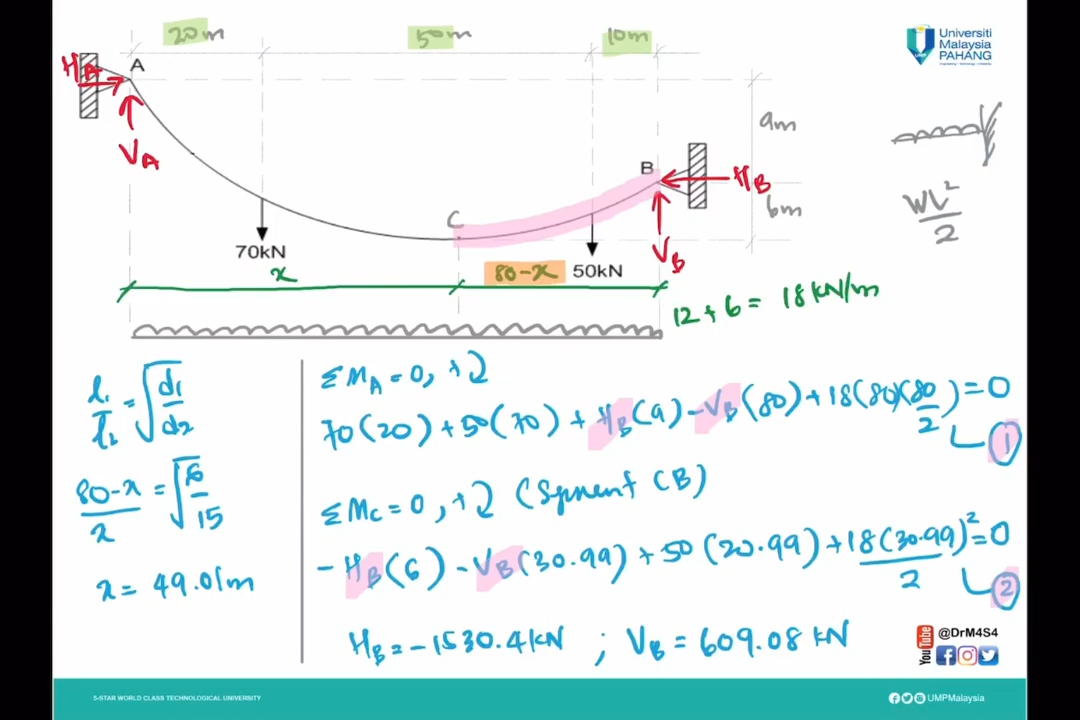 20m 50m 10m
Universiti
Malaysia
PAHANG
HA A
VA
9m
B HB
6m
C
VB
70kN
50kN
x 80-x
12 + 6 = 18 kN/m
WL²/2
l₁/l₂ = √d₁/d₂
80-x/x = √6/15
x = 49.01m
ΣMA = 0, +↻
70(20) + 50(70) + HB(9) - VB(80) + 18(80)(80/2) = 0
1
ΣMC = 0, +↻ (Segment CB)
- HB(6) - VB(30.99) + 50(20.99) + 18(30.99)²/2 = 0
2
HB = -1530.4kN ; VB = 609.08 kN
You Tube @DrM4S4
5-STAR WORLD CLASS TECHNOLOGICAL UNIVERSITY
UMPMalaysia